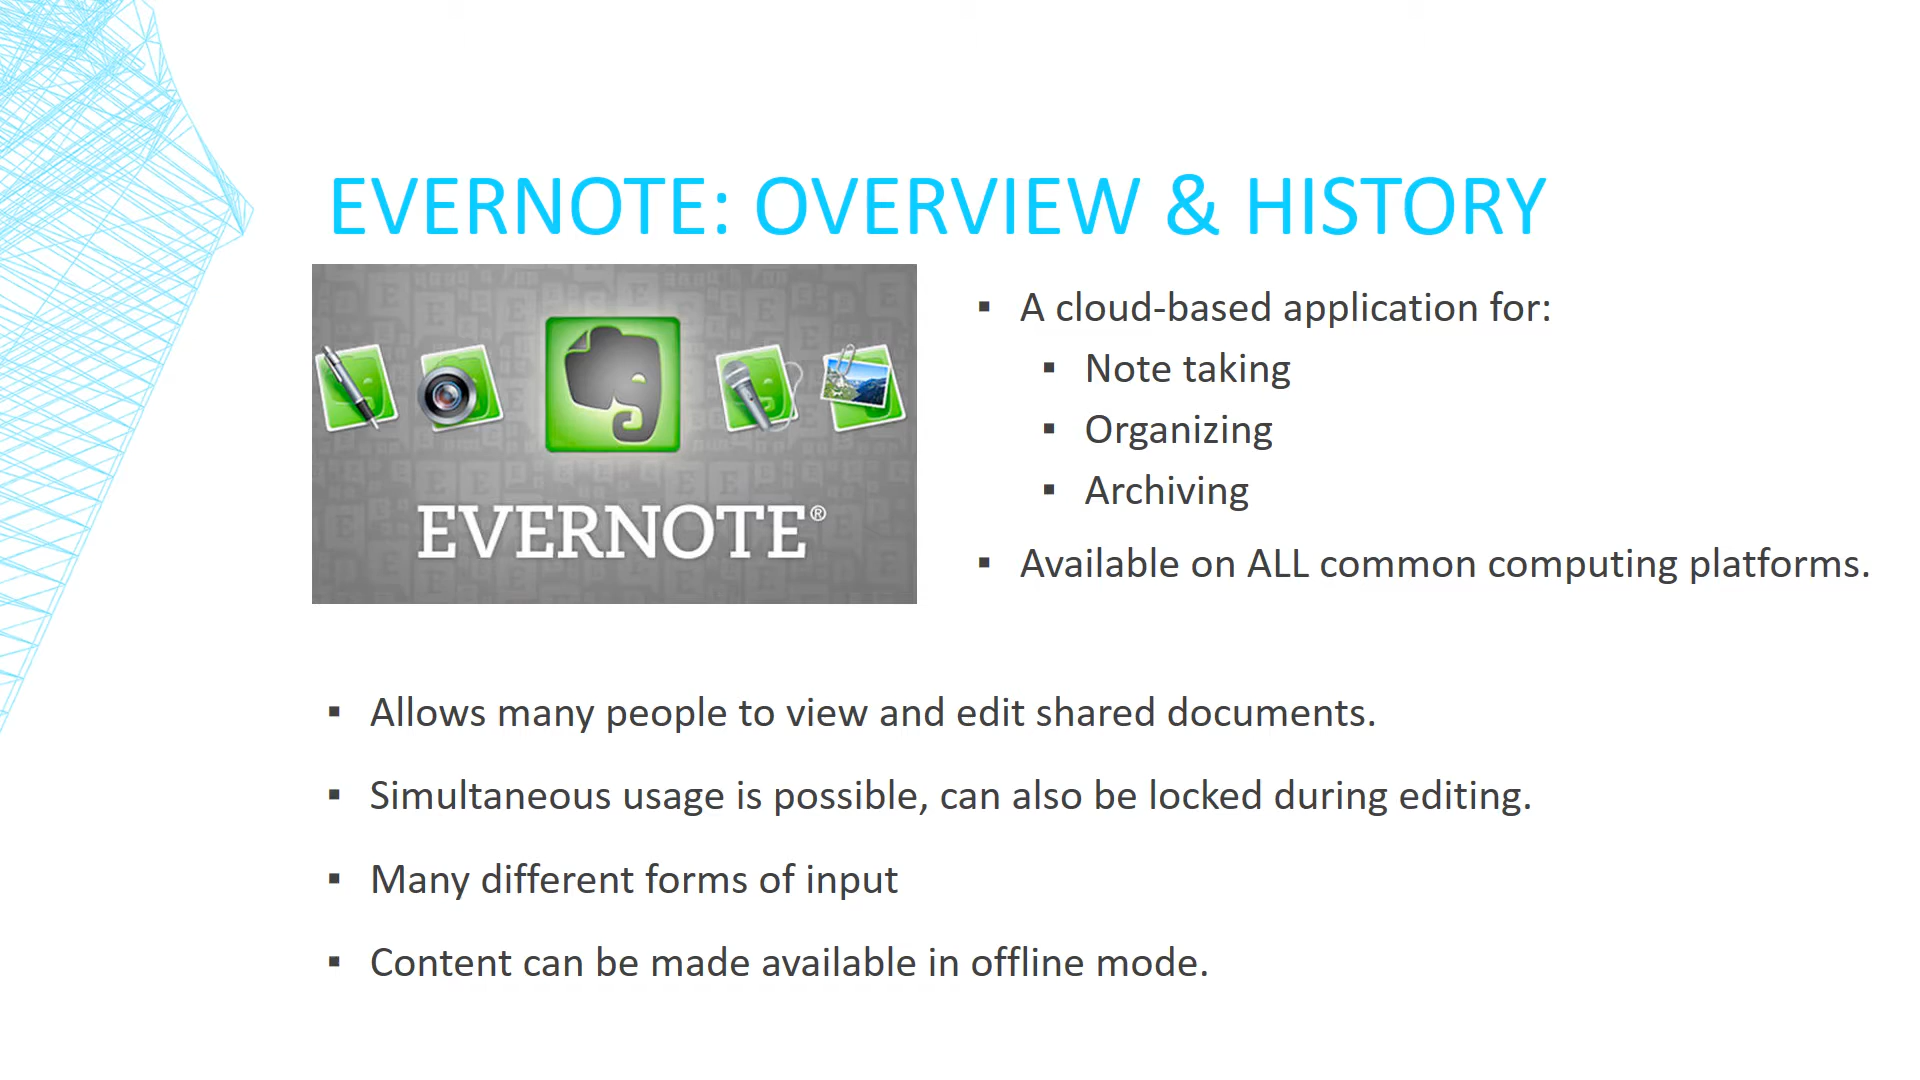 EVERNOTE: OVERVIEW & HISTORY
EVERNOTE®
▪ A cloud-based application for:
▪ Note taking
▪ Organizing
▪ Archiving
▪ Available on ALL common computing platforms.
▪ Allows many people to view and edit shared documents.
▪ Simultaneous usage is possible, can also be locked during editing.
▪ Many different forms of input
▪ Content can be made available in offline mode.